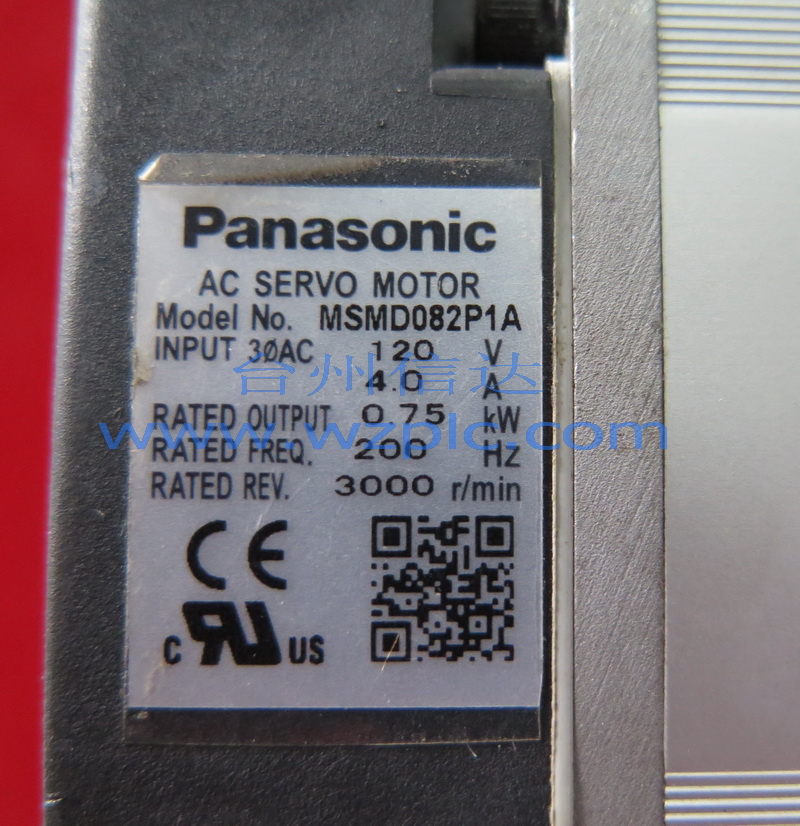 Panasonic
AC SERVO MOTOR
Model No. MSMD082P1A
INPUT 3øAC 120 V
4.0 A
台州信达
RATED OUTPUT 0.75 kW
www.wzplc.com
RATED FREQ. 200 Hz
RATED REV. 3000 r/min
CE
C RU US